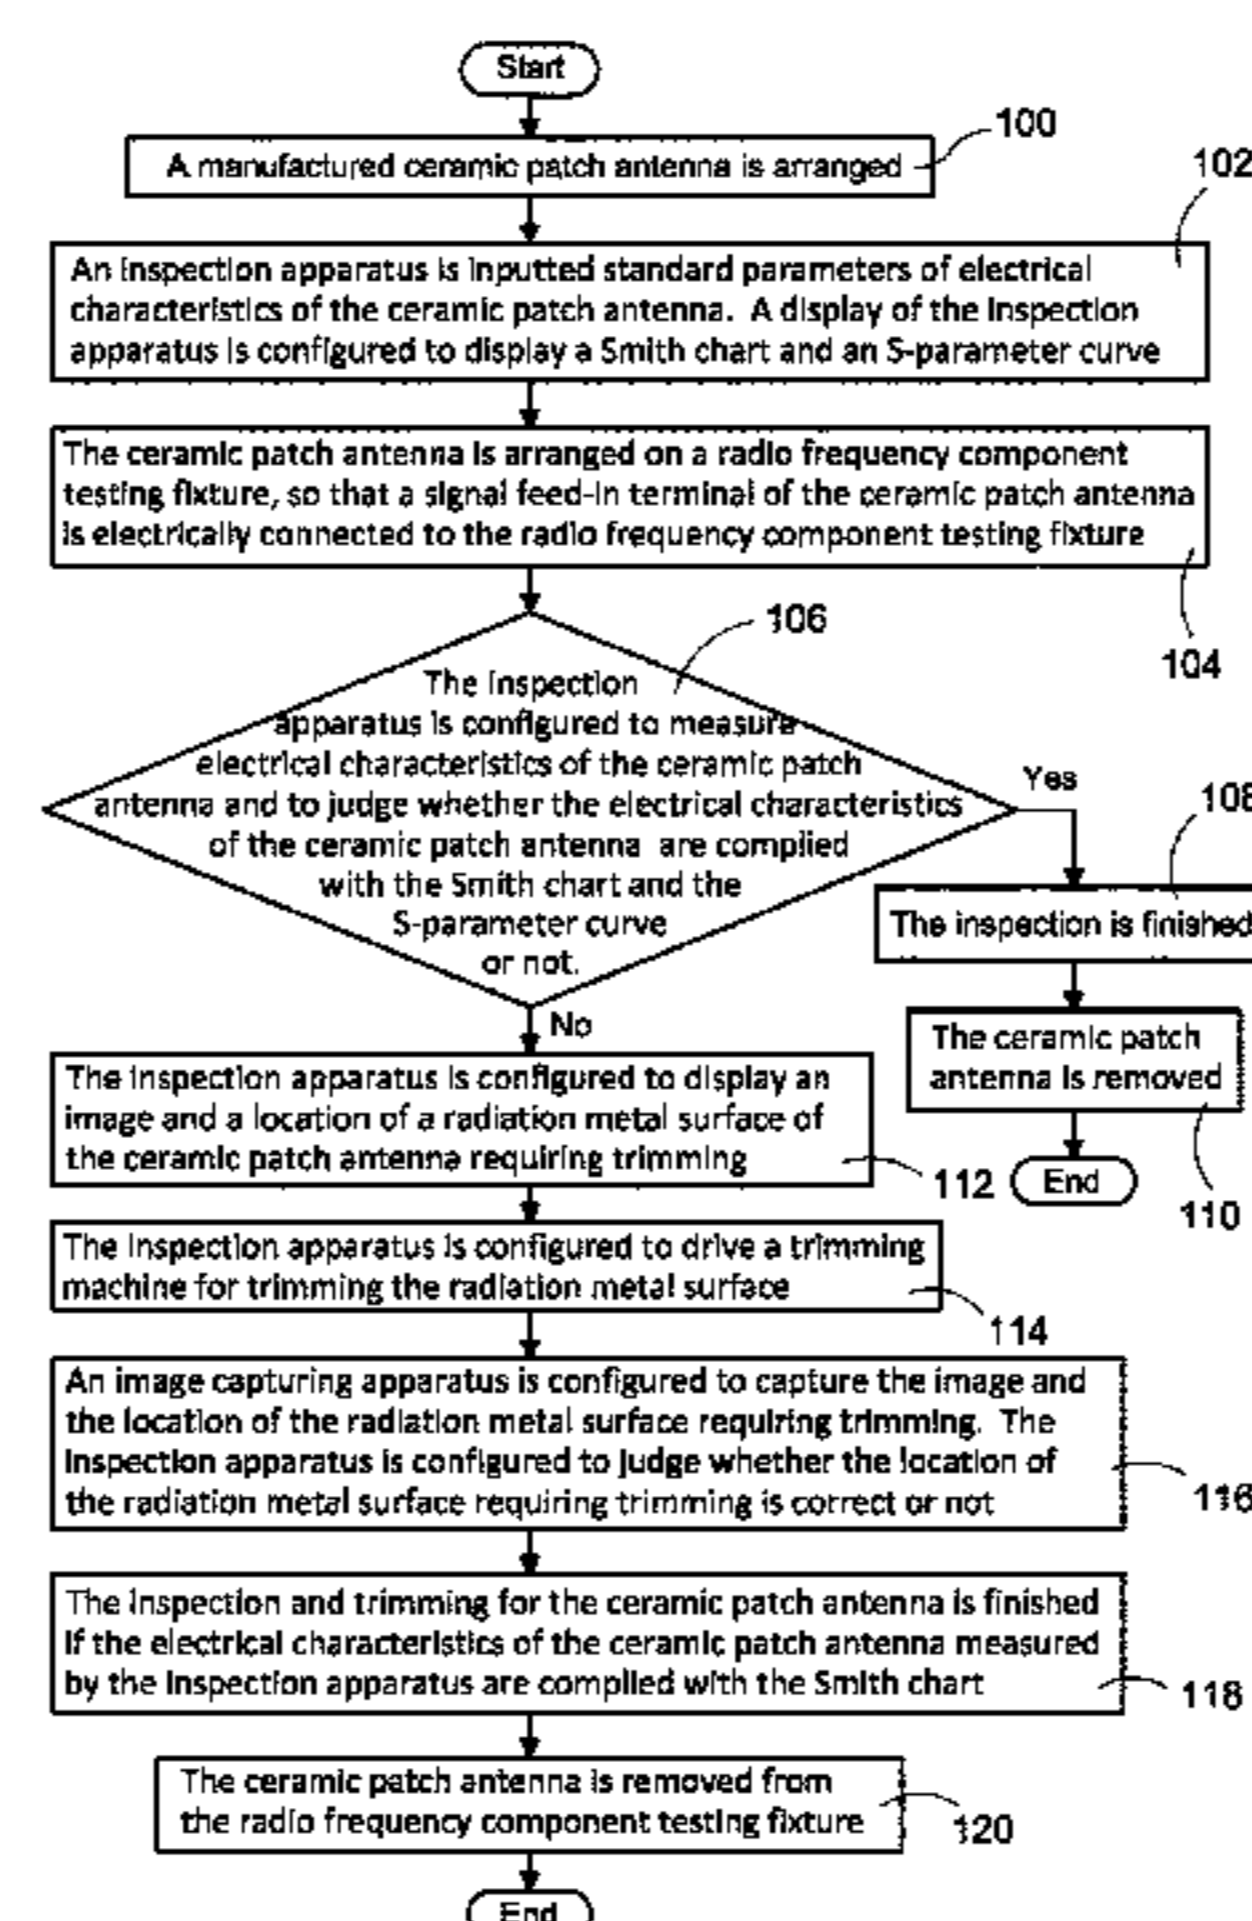 Start
100
A manufactured ceramic patch antenna is arranged
102
An inspection apparatus is inputted standard parameters of electrical
characteristics of the ceramic patch antenna. A display of the inspection
apparatus is configured to display a Smith chart and an S-parameter curve
The ceramic patch antenna is arranged on a radio frequency component
testing fixture, so that a signal feed-in terminal of the ceramic patch antenna
is electrically connected to the radio frequency component testing fixture
104
106
The inspection
apparatus is configured to measure
electrical characteristics of the ceramic patch
antenna and to judge whether the electrical characteristics
of the ceramic patch antenna are complied
with the Smith chart and the
S-parameter curve
or not.
Yes
108
The inspection is finished
The ceramic patch
antenna is removed
110
End
No
The inspection apparatus is configured to display an
image and a location of a radiation metal surface of
the ceramic patch antenna requiring trimming
112
The inspection apparatus is configured to drive a trimming
machine for trimming the radiation metal surface
114
An image capturing apparatus is configured to capture the image and
the location of the radiation metal surface requiring trimming. The
inspection apparatus is configured to judge whether the location of
the radiation metal surface requiring trimming is correct or not
116
The inspection and trimming for the ceramic patch antenna is finished
if the electrical characteristics of the ceramic patch antenna measured
by the inspection apparatus are complied with the Smith chart
118
The ceramic patch antenna is removed from
the radio frequency component testing fixture
120
End